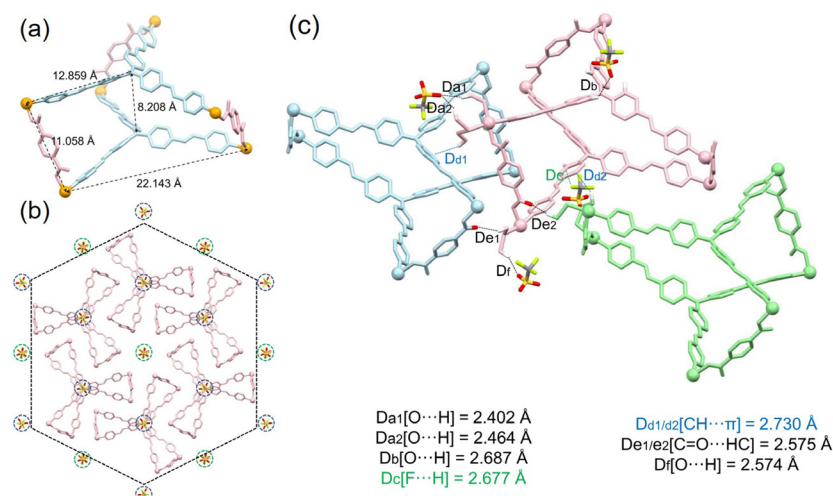 (a)
12.859 Å
8.208 Å
11.058 Å
22.143 Å
(b)
(c)
Da1
Da2
Db
Dd1
Dc
Dd2
De1
De2
Df
Da1[O···H] = 2.402 Å
Da2[O···H] = 2.464 Å
Db[O···H] = 2.687 Å
Dc[F···H] = 2.677 Å
Dd1/d2[CH···π] = 2.730 Å
De1/e2[C=O···HC] = 2.575 Å
Df[O···H] = 2.574 Å